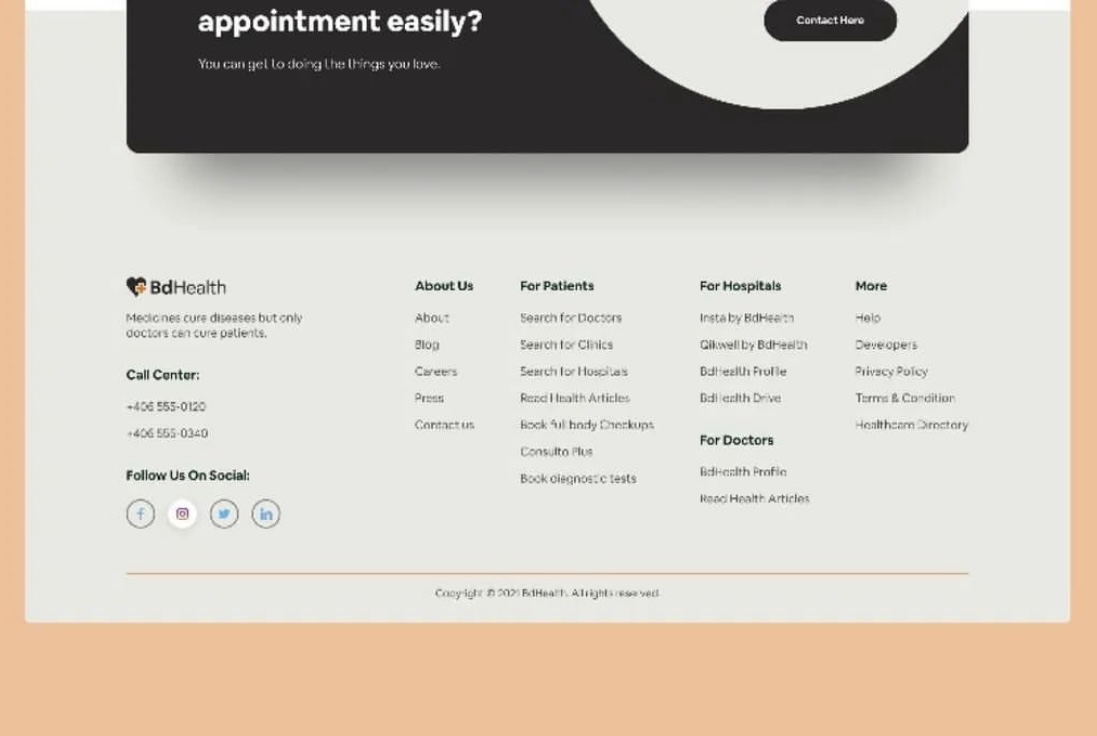 appointment easily?
You can get to doing the things you love.
Contact Here
BdHealth
Medicines cure diseases but only
doctors can cure patients.
Call Center:
+406 555-0120
+406 555-0340
Follow Us On Social:
About Us
About
Blog
Careers
Press
Contact us
For Patients
Search for Doctors
Search for Clinics
Search for Hospitals
Read Health Articles
Book full body Checkups
Consulto Plus
Book diagnostic tests
For Hospitals
Insta by BdHealth
Qikwell by BdHealth
BdHealth Profile
BdHealth Drive
For Doctors
BdHealth Profile
Read Health Articles
More
Help
Developers
Privacy Policy
Terms & Condition
Healthcare Directory
Copyright © 2021 BdHealth. All rights reserved.